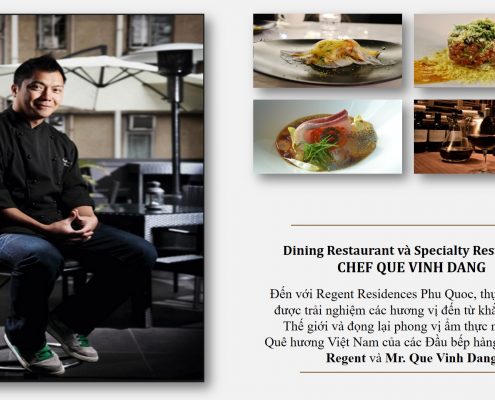 Dining Restaurant và Specialty Res
CHEF QUE VINH DANG
Đến với Regent Residences Phu Quoc, thự
được trải nghiệm các hương vị đến từ kh
Thế giới và đọng lại phong vị ẩm thực m
Quê hương Việt Nam của các Đầu bếp hàng
Regent và Mr. Que Vinh Dang